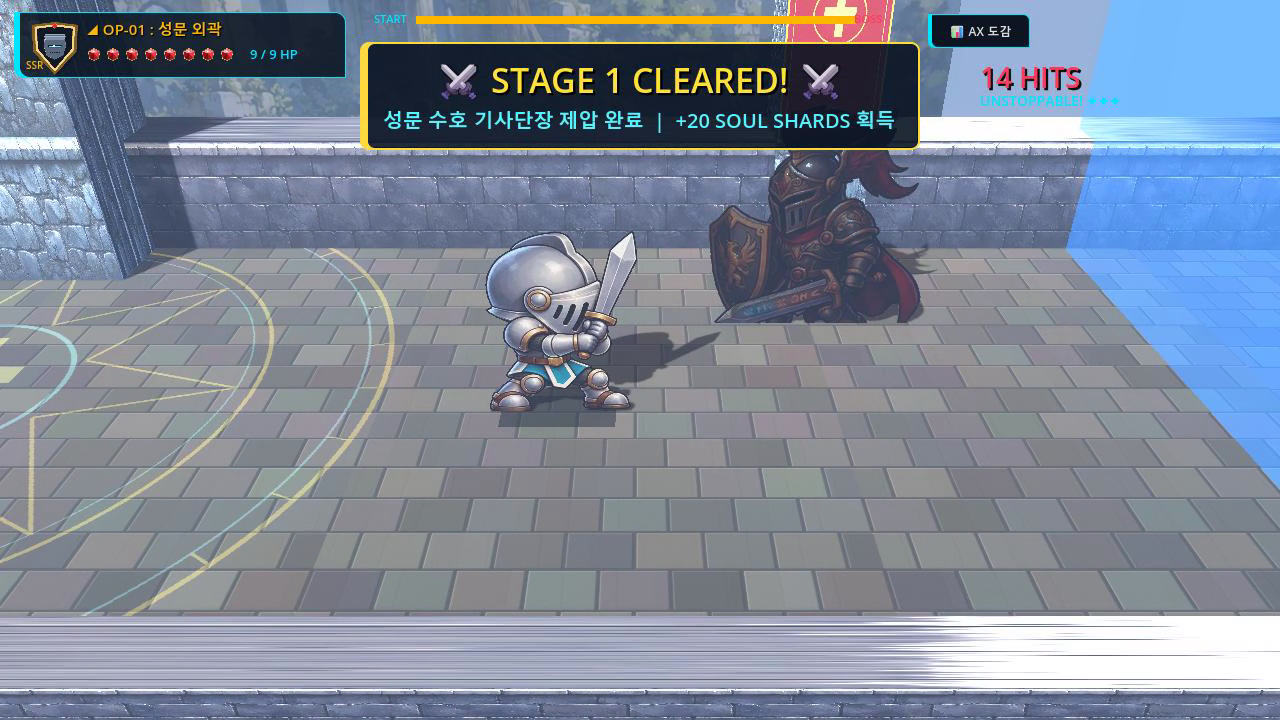 ◢ OP-01 : 성문 외곽
SSR
9 / 9 HP
START
BOSS
STAGE 1 CLEARED!
성문 수호 기사단장 제압 완료 | +20 SOUL SHARDS 획득
AX 도감
14 HITS
UNSTOPPABLE! ✦✦✦